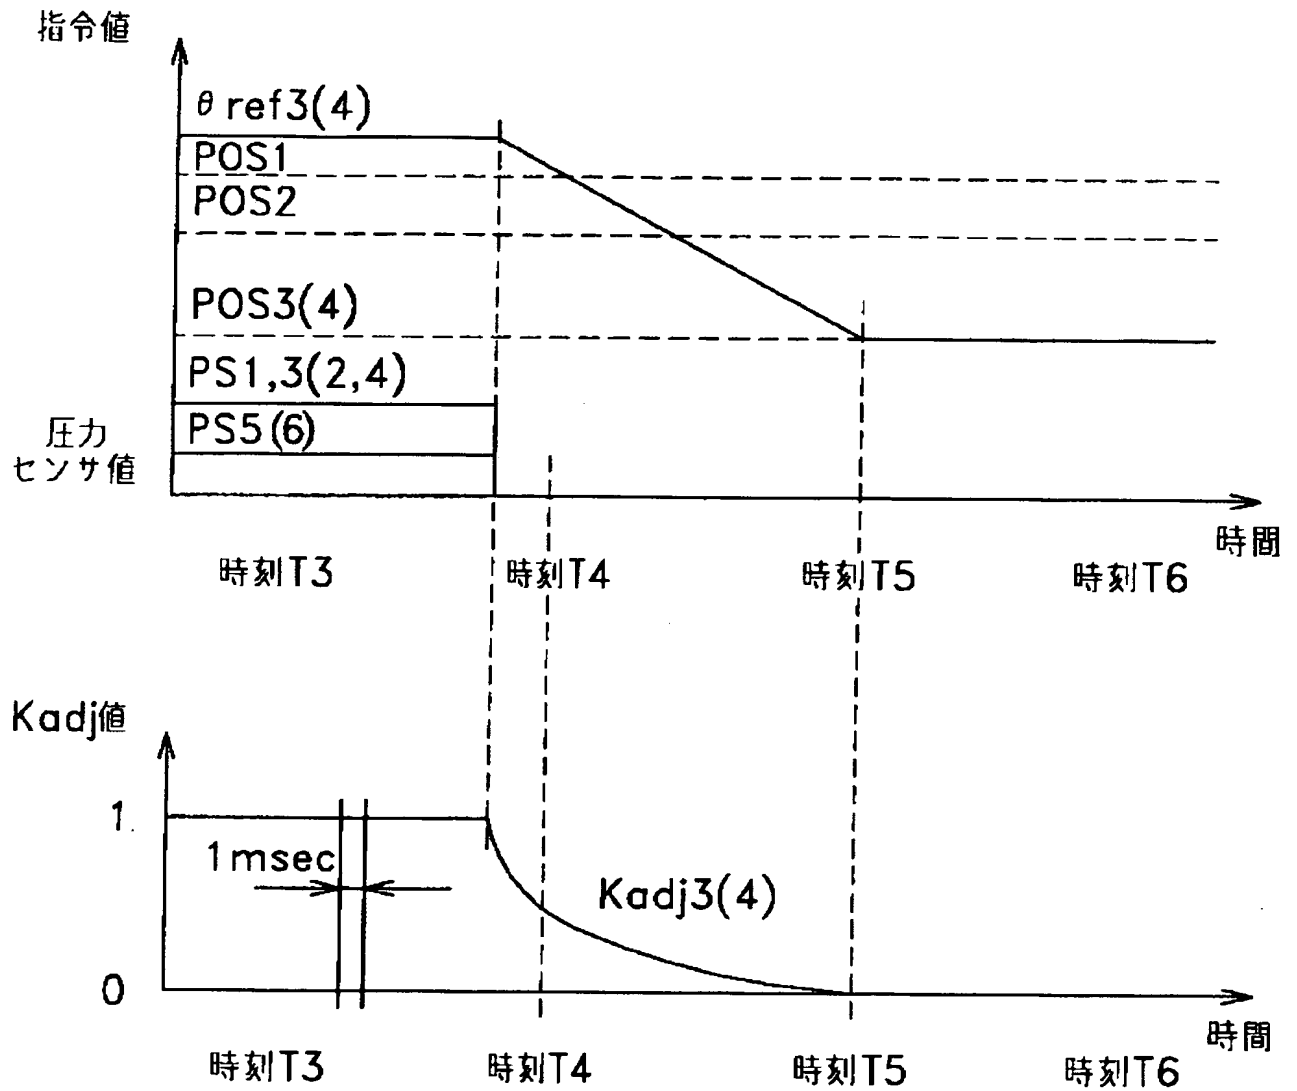 指令値
θ ref3(4)
POS1
POS2
POS3(4)
PS1,3(2,4)
PS5(6)
圧力
センサ値
時間
時刻T3 時刻T4 時刻T5 時刻T6
Kadj値
1
1msec
Kadj3(4)
0
時間
時刻T3 時刻T4 時刻T5 時刻T6